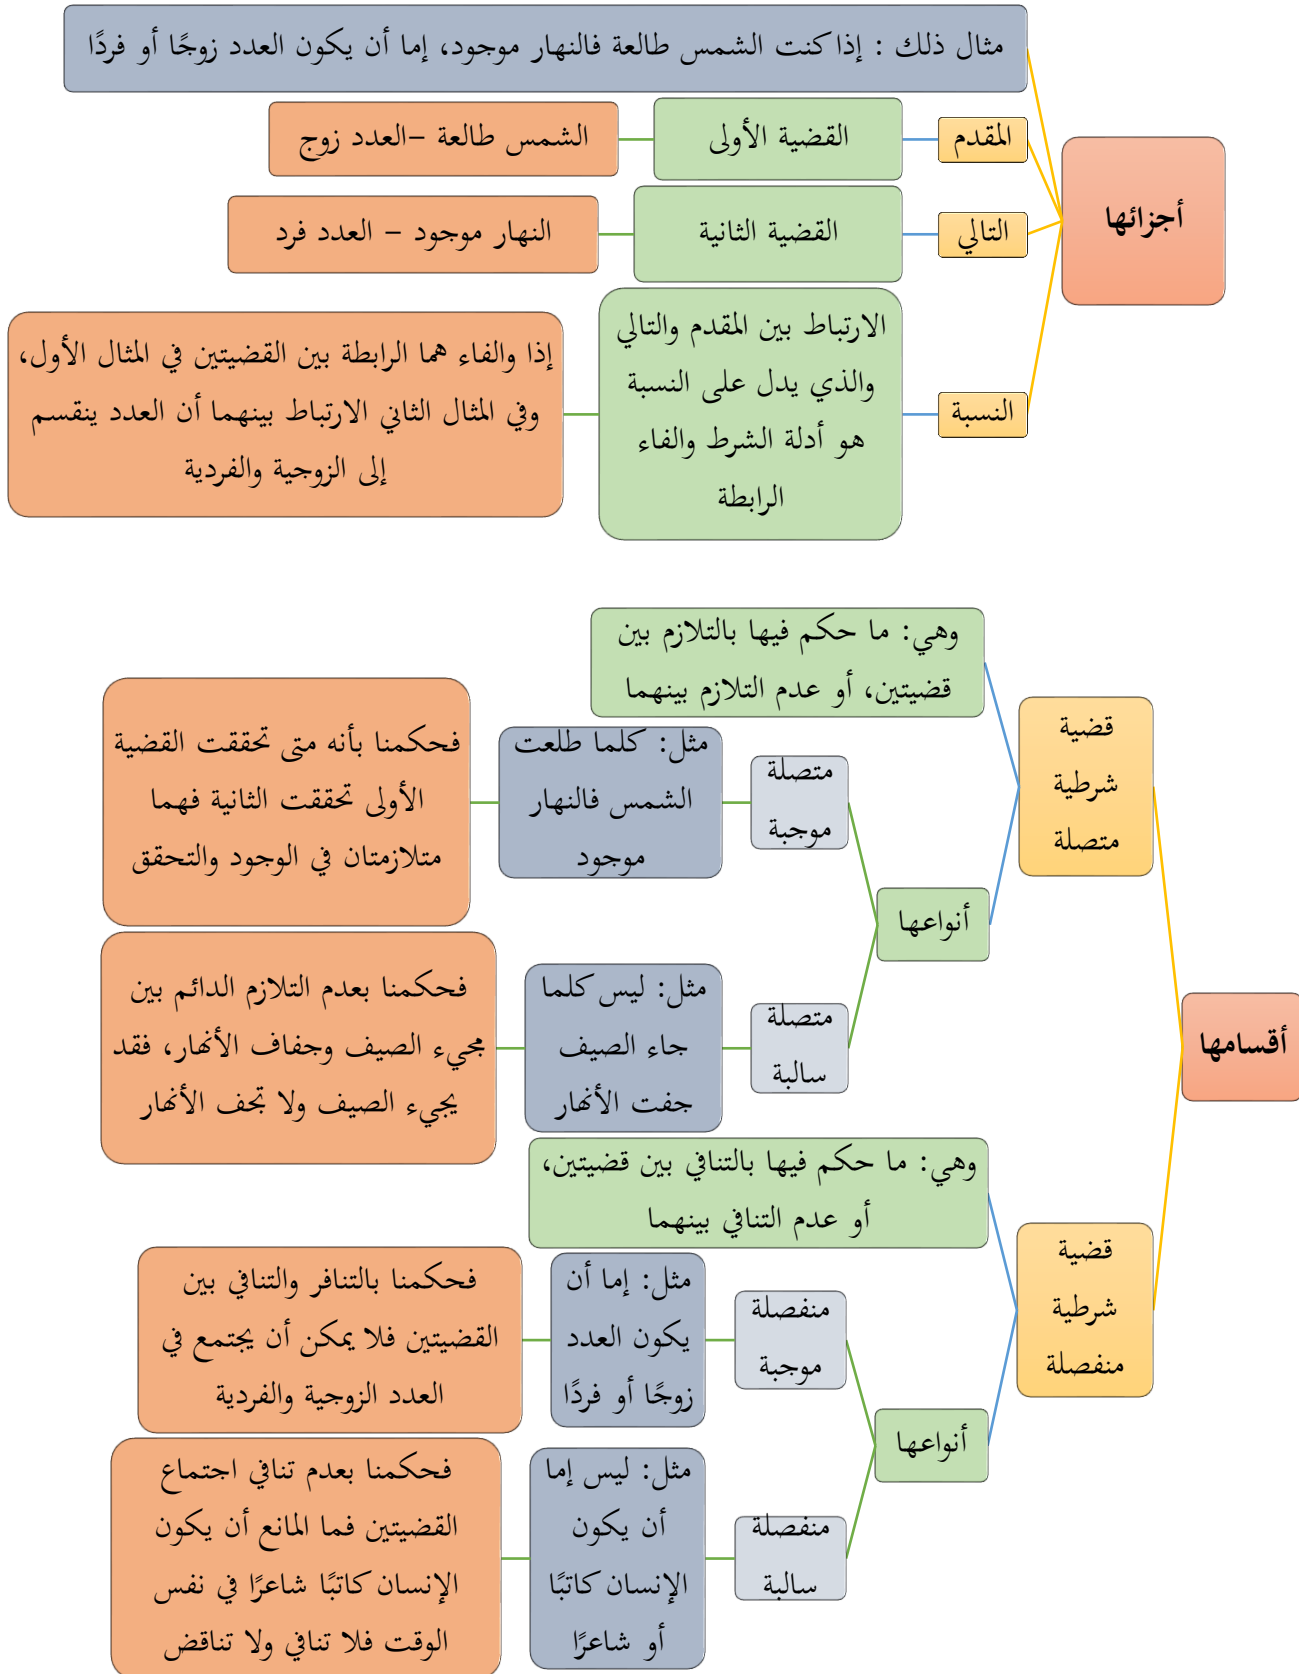 مثال ذلك : إذا كنت الشمس طالعة فالنهار موجود، إما أن يكون العدد زوجًا أو فردًا
أجزائها
المقدم
القضية الأولى
الشمس طالعة –العدد زوج
التالي
القضية الثانية
النهار موجود – العدد فرد
النسبة
الارتباط بين المقدم والتالي
والذي يدل على النسبة
هو أدلة الشرط والفاء
الرابطة
إذا والفاء هما الرابطة بين القضيتين في المثال الأول،
وفي المثال الثاني الارتباط بينهما أن العدد ينقسم
إلى الزوجية والفردية
أقسامها
قضية
شرطية
متصلة
وهي: ما حكم فيها بالتلازم بين
قضيتين، أو عدم التلازم بينهما
أنواعها
متصلة
موجبة
مثل: كلما طلعت
الشمس فالنهار
موجود
فحكمنا بأنه متى تحققت القضية
الأولى تحققت الثانية فهما
متلازمتان في الوجود والتحقق
متصلة
سالبة
مثل: ليس كلما
جاء الصيف
جفت الأنهار
فحكمنا بعدم التلازم الدائم بين
مجيء الصيف وجفاف الأنهار، فقد
يجيء الصيف ولا تجف الأنهار
قضية
شرطية
منفصلة
وهي: ما حكم فيها بالتنافي بين قضيتين،
أو عدم التنافي بينهما
أنواعها
منفصلة
موجبة
مثل: إما أن
يكون العدد
زوجًا أو فردًا
فحكمنا بالتنافر والتنافي بين
القضيتين فلا يمكن أن يجتمع في
العدد الزوجية والفردية
منفصلة
سالبة
مثل: ليس إما
أن يكون
الإنسان كاتبًا
أو شاعرًا
فحكمنا بعدم تنافي اجتماع
القضيتين فما المانع أن يكون
الإنسان كاتبًا شاعرًا في نفس
الوقت فلا تنافي ولا تناقض